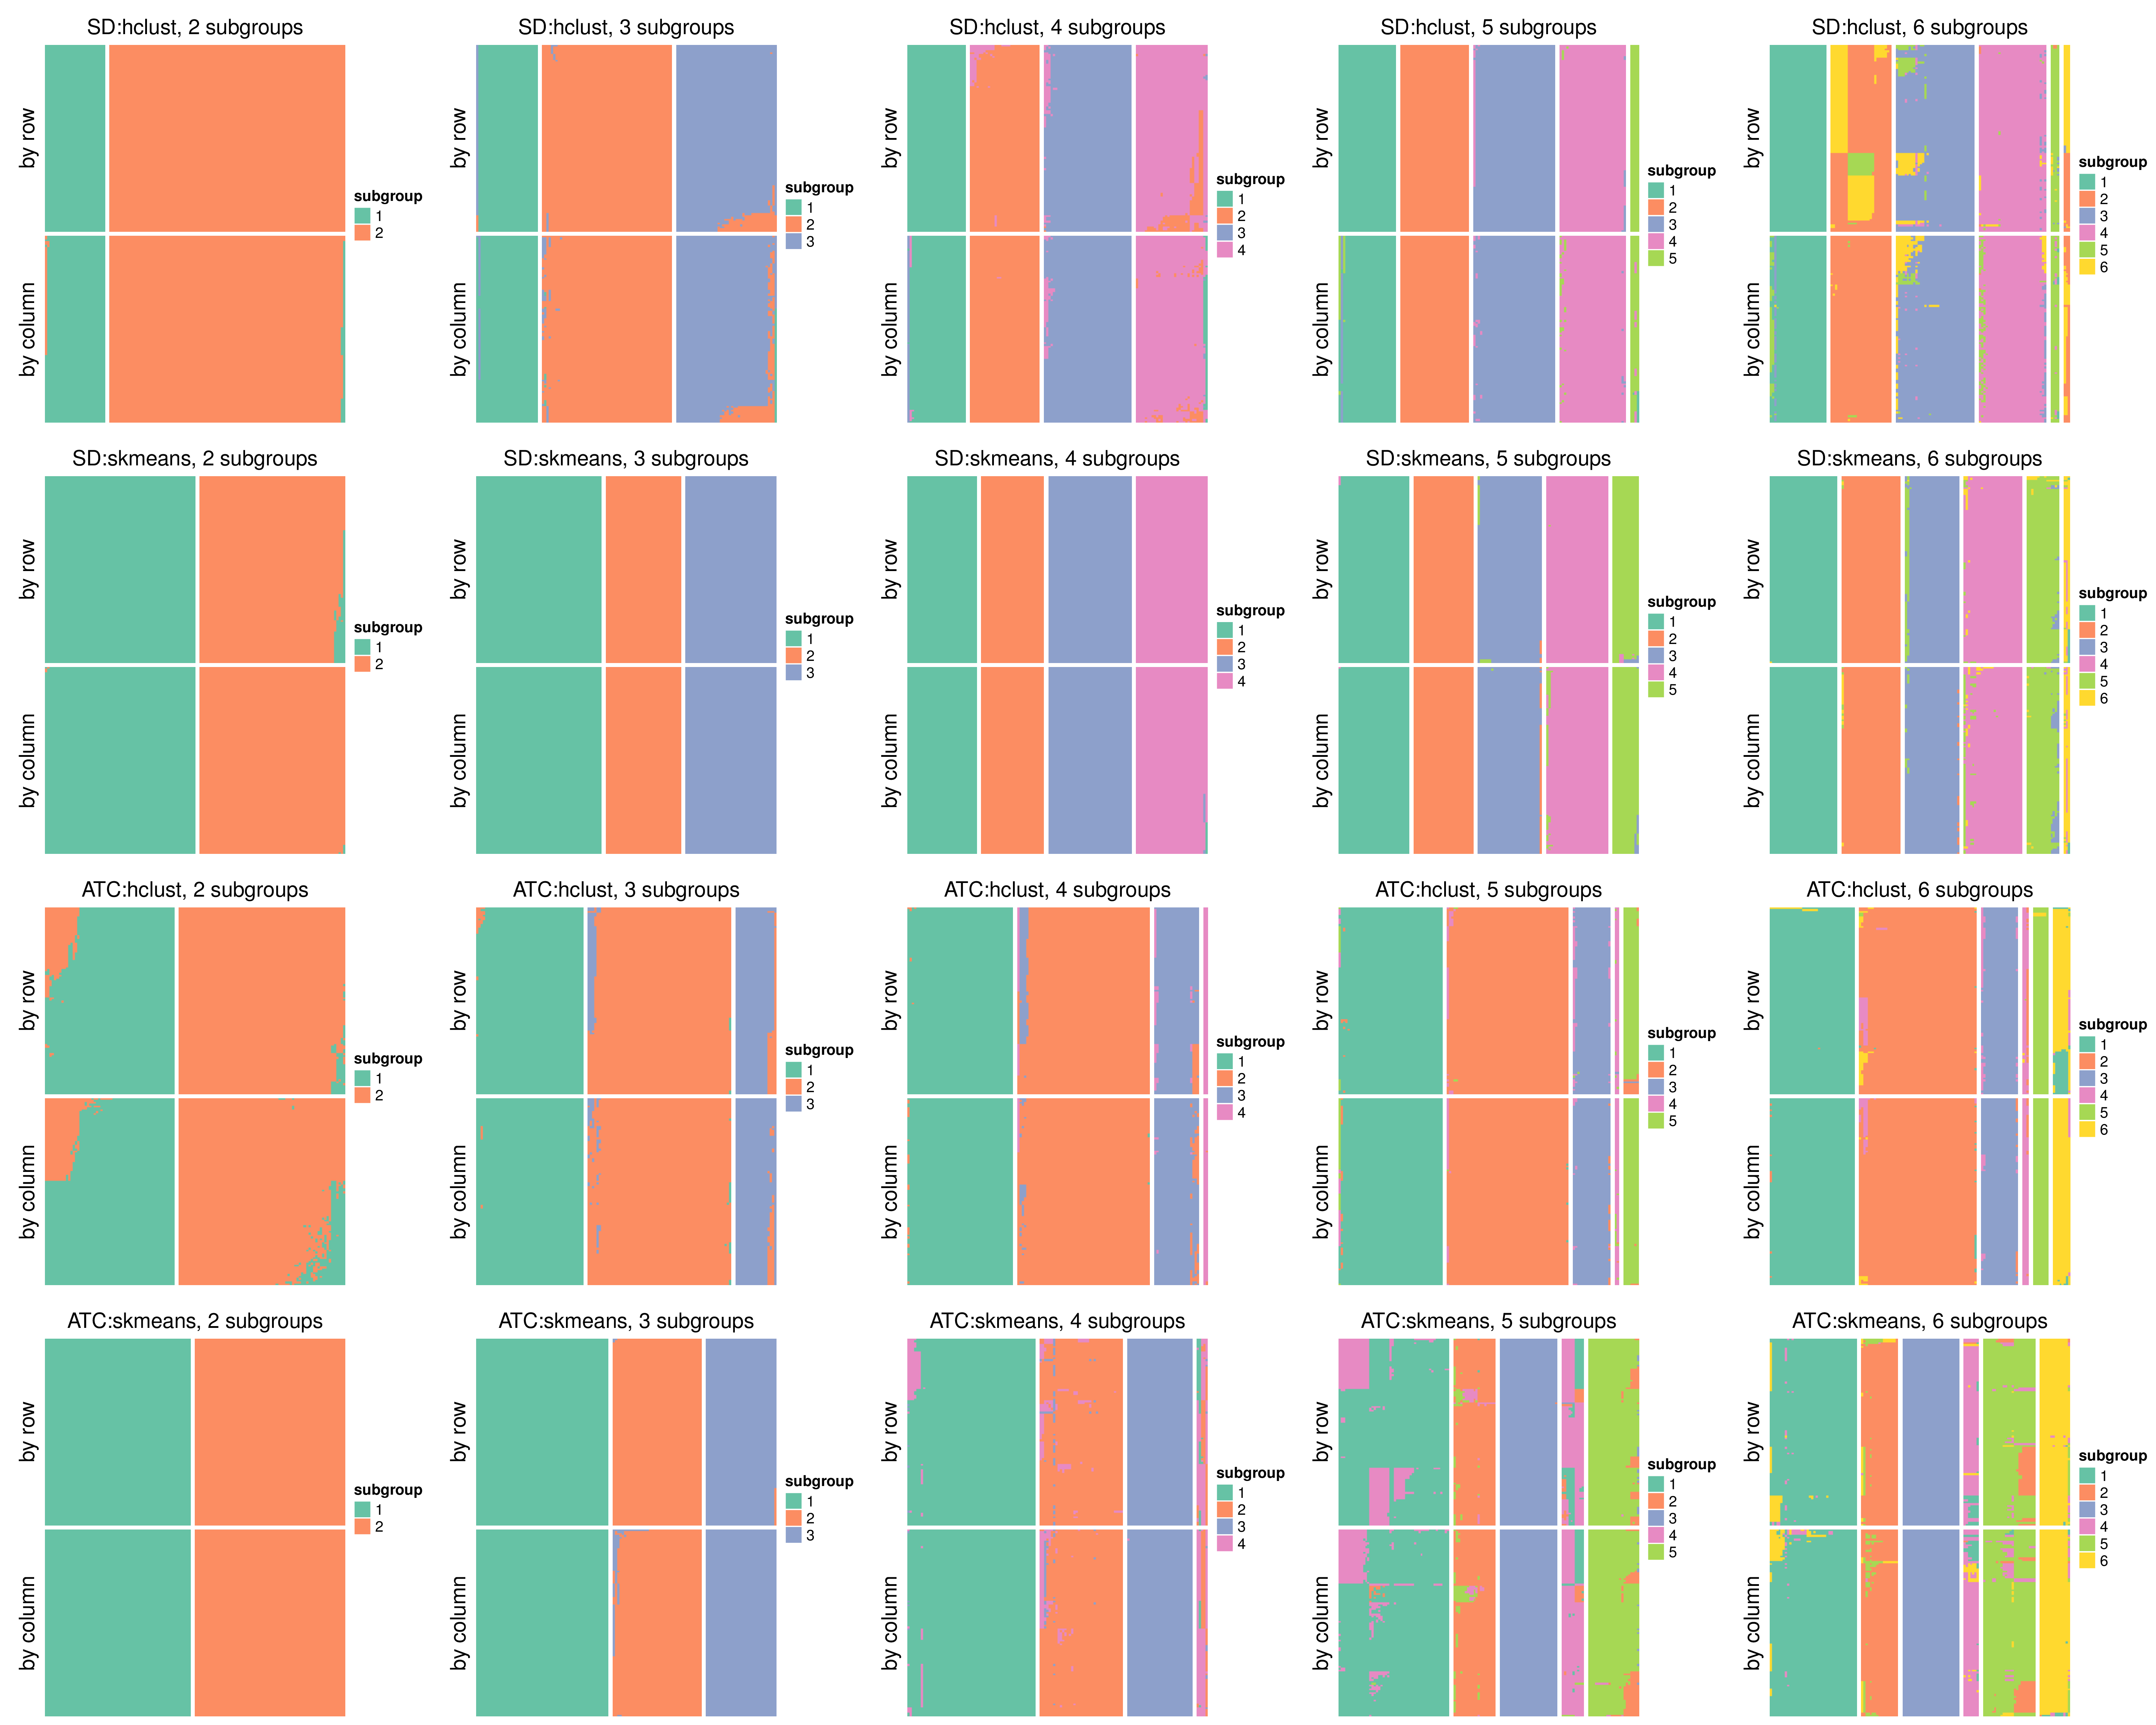 SD:hclust, 2 subgroups
by row
by column
subgroup
1
2
SD:hclust, 3 subgroups
by row
by column
subgroup
1
2
3
SD:hclust, 4 subgroups
by row
by column
subgroup
1
2
3
4
SD:hclust, 5 subgroups
by row
by column
subgroup
1
2
3
4
5
SD:hclust, 6 subgroups
by row
by column
subgroup
1
2
3
4
5
6
SD:skmeans, 2 subgroups
by row
by column
subgroup
1
2
SD:skmeans, 3 subgroups
by row
by column
subgroup
1
2
3
SD:skmeans, 4 subgroups
by row
by column
subgroup
1
2
3
4
SD:skmeans, 5 subgroups
by row
by column
subgroup
1
2
3
4
5
SD:skmeans, 6 subgroups
by row
by column
subgroup
1
2
3
4
5
6
ATC:hclust, 2 subgroups
by row
by column
subgroup
1
2
ATC:hclust, 3 subgroups
by row
by column
subgroup
1
2
3
ATC:hclust, 4 subgroups
by row
by column
subgroup
1
2
3
4
ATC:hclust, 5 subgroups
by row
by column
subgroup
1
2
3
4
5
ATC:hclust, 6 subgroups
by row
by column
subgroup
1
2
3
4
5
6
ATC:skmeans, 2 subgroups
by row
by column
subgroup
1
2
ATC:skmeans, 3 subgroups
by row
by column
subgroup
1
2
3
ATC:skmeans, 4 subgroups
by row
by column
subgroup
1
2
3
4
ATC:skmeans, 5 subgroups
by row
by column
subgroup
1
2
3
4
5
ATC:skmeans, 6 subgroups
by row
by column
subgroup
1
2
3
4
5
6